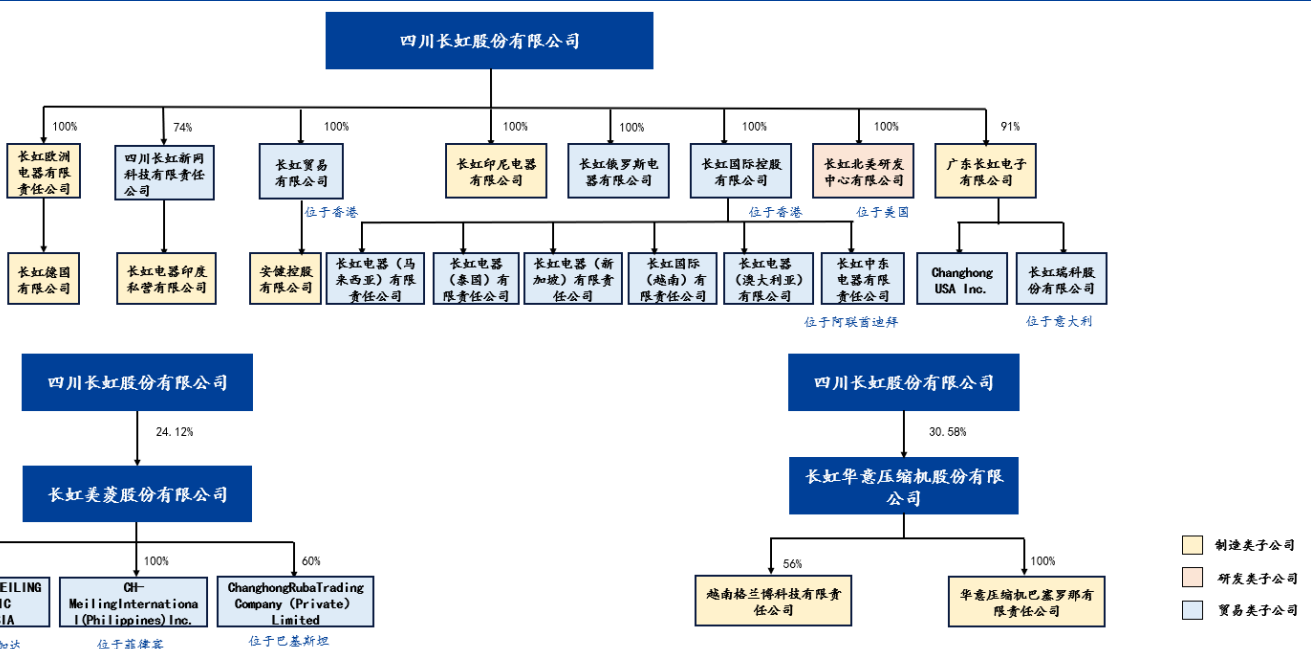 四川长虹股份有限公司
100%
74%
100%
100%
100%
100%
100%
91%
长虹欧洲
电器有限
责任公司
四川长虹新网
科技有限责任
公司
长虹贸易
有限公司
长虹印尼电器
有限公司
长虹俄罗斯电
器有限公司
长虹国际控股
有限公司
长虹北美研发
中心有限公司
广东长虹电子
有限公司
位于香港
位于香港
位于美国
长虹德国
有限公司
长虹电器印度
私营有限公司
安健控股
有限公司
长虹电器（马
来西亚）有限
责任公司
长虹电器
（泰国）有
限责任公司
长虹电器（新
加坡）有限责
任公司
长虹国际
（越南）有
限责任公司
长虹电器
（澳大利亚）
有限公司
长虹中东
电器有限
责任公司
Changhong
USA Inc.
长虹瑞科股
份有限公司
位于阿联酋迪拜
位于意大利
四川长虹股份有限公司
24.12%
长虹美菱股份有限公司
100%
60%
EILING
IC
IA
CH-
MeilingInternationa
l(Philippines)Inc.
ChanghongRubaTrading
Company (Private)
Limited
加达
位于菲律宾
位于巴基斯坦
四川长虹股份有限公司
30.58%
长虹华意压缩机股份有限
公司
56%
100%
越南格兰博科技有限责
任公司
华意压缩机巴塞罗那有
限责任公司
制造类子公司
研发类子公司
贸易类子公司